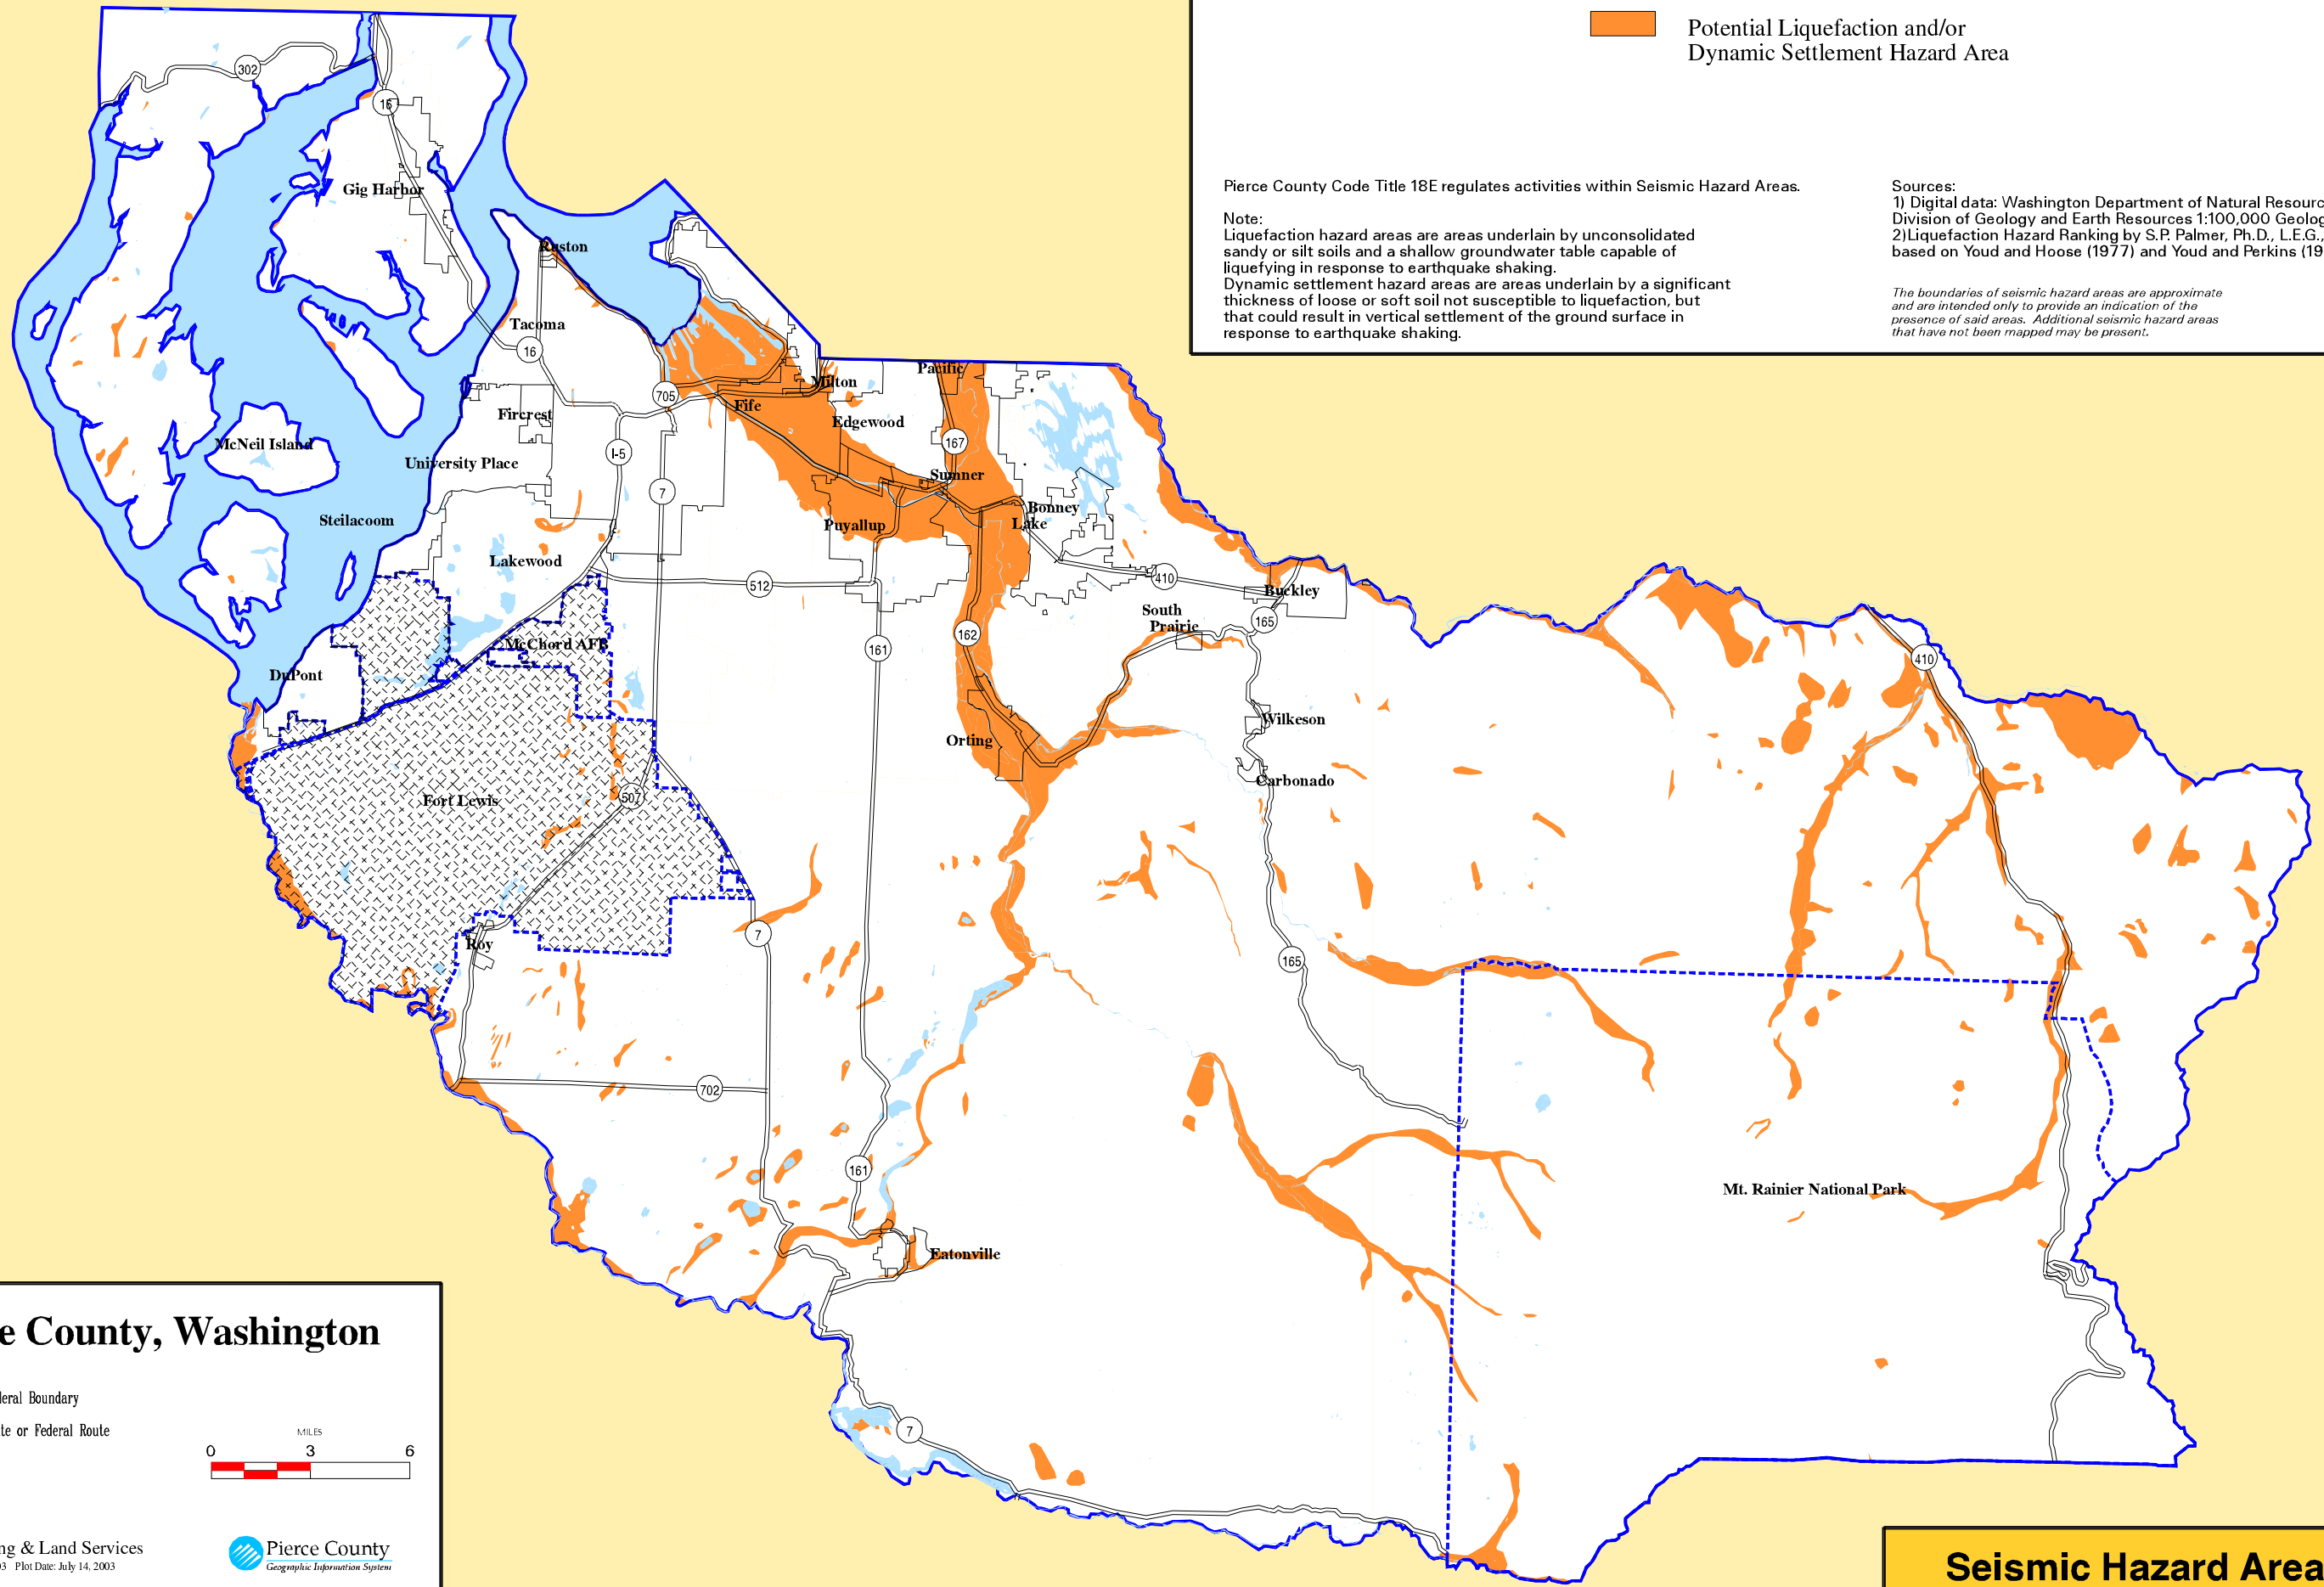 Potential Liquefaction and/or
Dynamic Settlement Hazard Area
Pierce County Code Title 18E regulates activities within Seismic Hazard Areas.
Note:
Liquefaction hazard areas are areas underlain by unconsolidated
sandy or silt soils and a shallow groundwater table capable of
liquefying in response to earthquake shaking.
Dynamic settlement hazard areas are areas underlain by a significant
thickness of loose or soft soil not susceptible to liquefaction, but
that could result in vertical settlement of the ground surface in
response to earthquake shaking.
Sources:
1) Digital data: Washington Department of Natural Resourc
Division of Geology and Earth Resources 1:100,000 Geolog
2)Liquefaction Hazard Ranking by S.P. Palmer, Ph.D., L.E.G.,
based on Youd and Hoose (1977) and Youd and Perkins (19
The boundaries of seismic hazard areas are approximate
and are intended only to provide an indication of the
presence of said areas. Additional seismic hazard areas
that have not been mapped may be present.
302
16
Gig Harbor
Ruston
Tacoma
16
705
Milton
Pacific
Fife
Fircrest
Edgewood
McNeil Island
I-5
167
University Place
7
Sumner
Steilacoom
Puyallup
Bonney
Lake
Lakewood
512
410
Buckley
South
Prairie
165
McChord AFB
162
161
410
DuPont
Wilkeson
Orting
Carbonado
Fort Lewis
507
Roy
7
165
702
161
Mt. Rainier National Park
Eatonville
7
e County, Washington
leral Boundary
te or Federal Route
MILES
0 3 6
ng & Land Services
03 Plot Date: July 14, 2003
Pierce County
Geographic Information System
Seismic Hazard Area